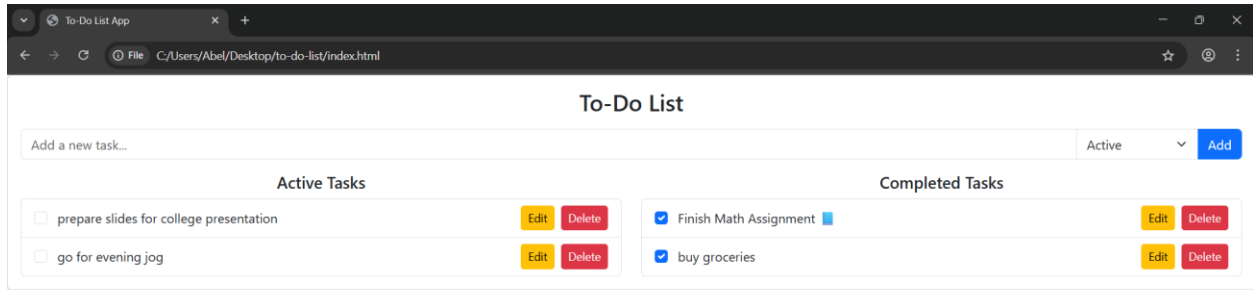 To-Do List App
File C:/Users/Abel/Desktop/to-do-list/index.html
To-Do List
Add a new task... Active Add
Active Tasks
prepare slides for college presentation Edit Delete
go for evening jog Edit Delete
Completed Tasks
Finish Math Assignment 📘 Edit Delete
buy groceries Edit Delete